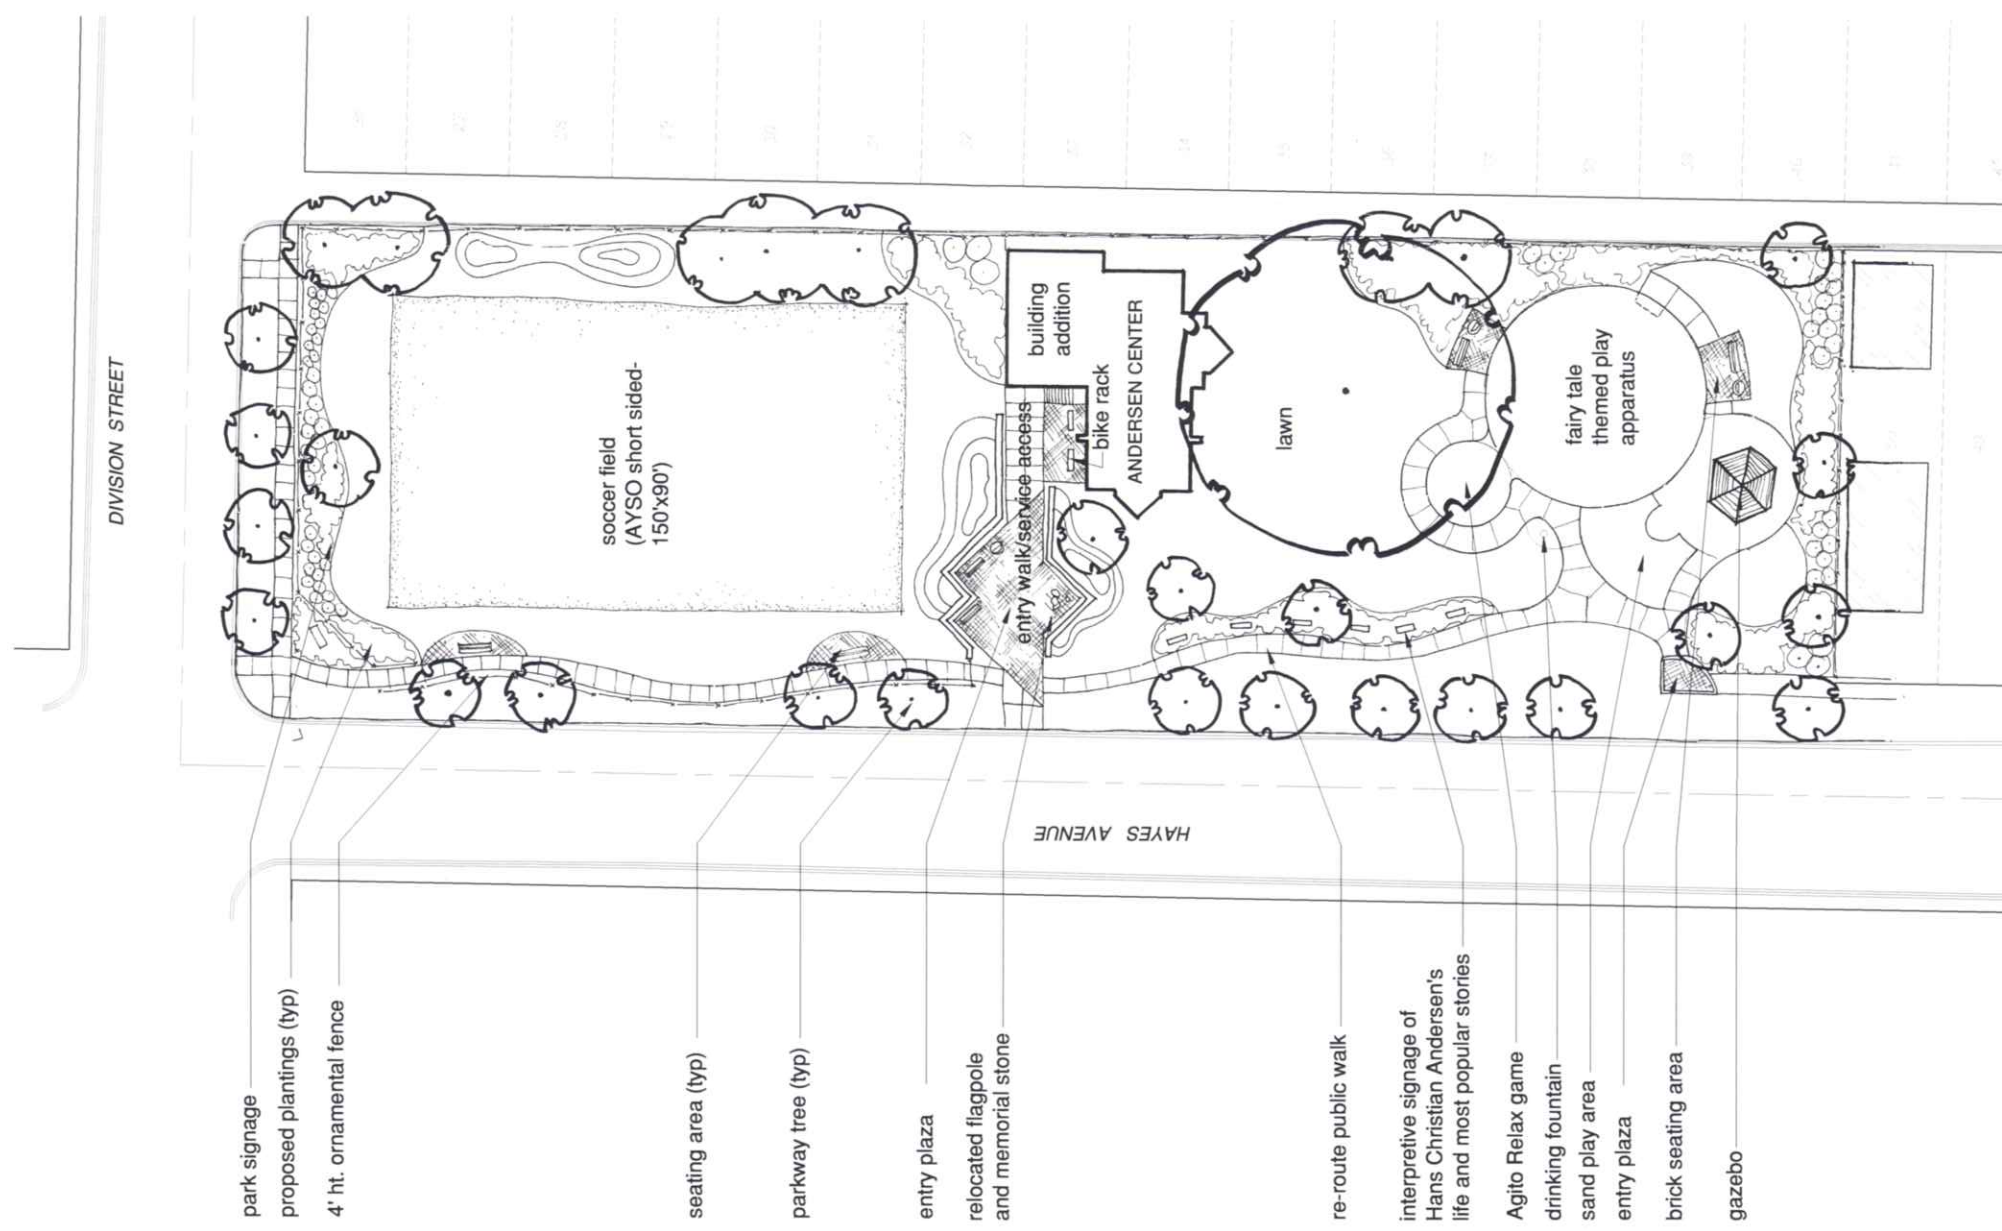 DIVISION STREET
soccer field
(AYSO short sided-
150'x90')
building
addition
bike rack
ANDERSEN CENTER
entry walk/service access
lawn
fairy tale
themed play
apparatus
HAYES AVENUE
park signage
proposed plantings (typ)
4' ht. ornamental fence
seating area (typ)
parkway tree (typ)
entry plaza
relocated flagpole
and memorial stone
re-route public walk
interpretive signage of
Hans Christian Andersen's
life and most popular stories
Agito Relax game
drinking fountain
sand play area
entry plaza
brick seating area
gazebo